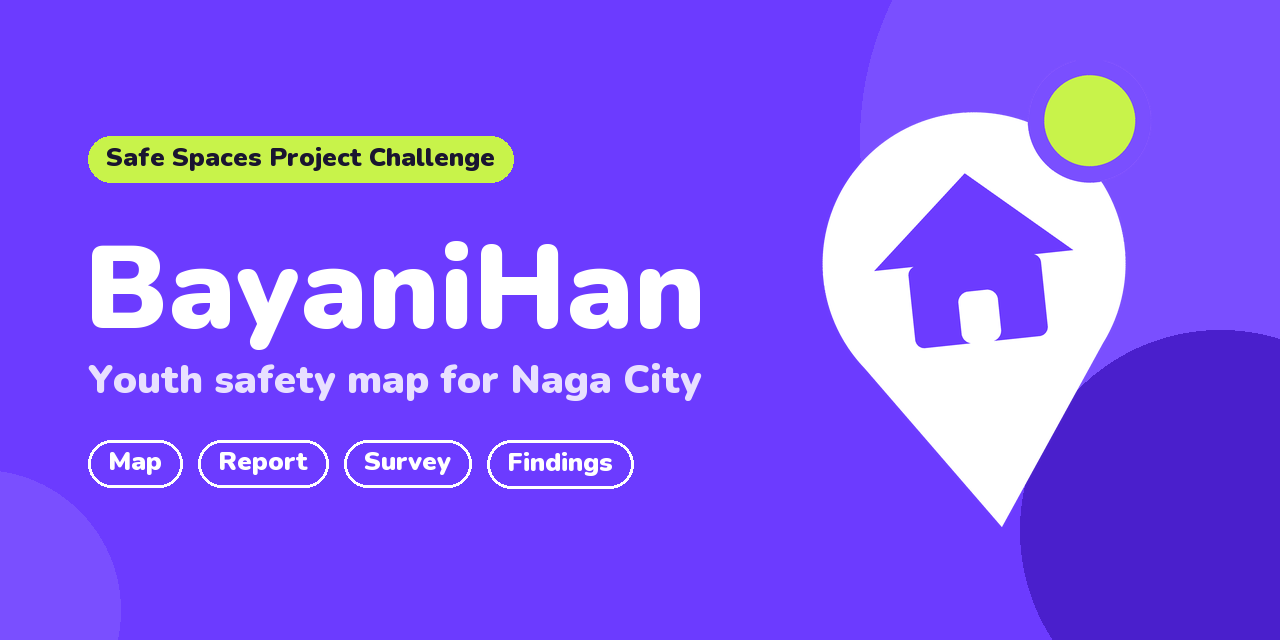 Safe Spaces Project Challenge
BayaniHan
Youth safety map for Naga City
Map Report Survey Findings